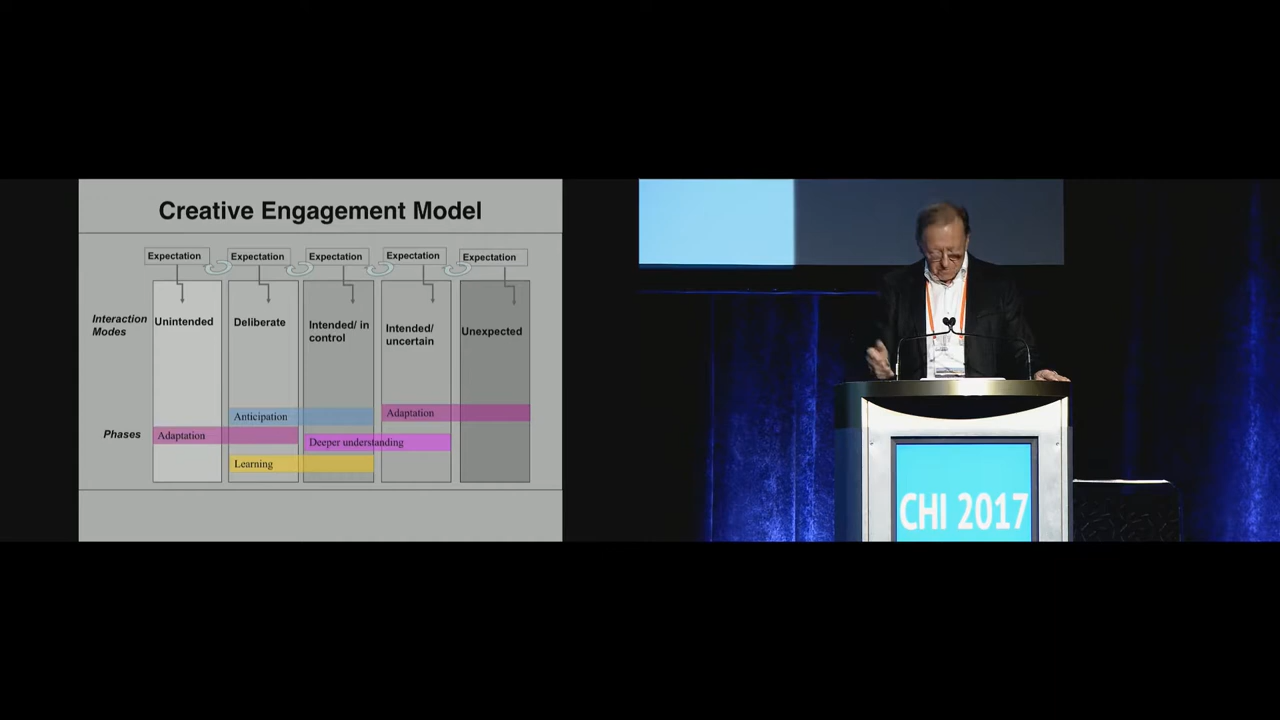 Creative Engagement Model
Expectation Expectation Expectation Expectation Expectation
Interaction
Modes
Unintended
Deliberate
Intended/ in
control
Intended/
uncertain
Unexpected
Phases
Adaptation
Anticipation
Learning
Deeper understanding
Adaptation
CHI 2017